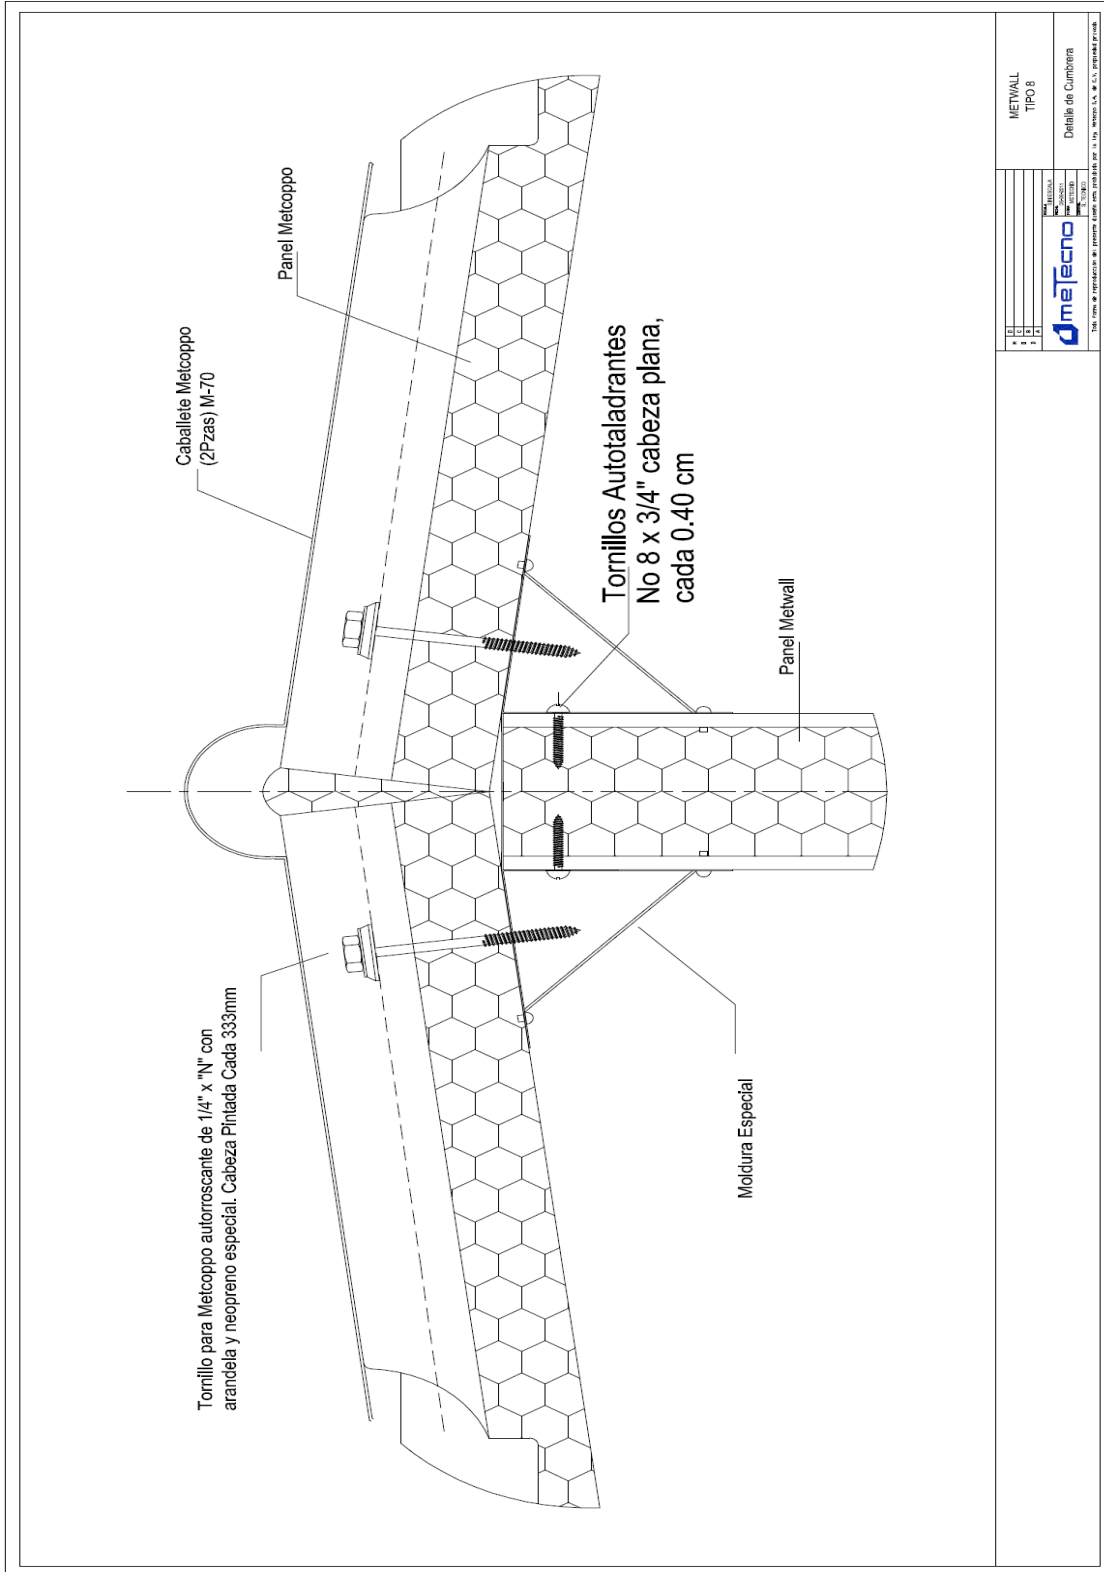 Tornillo para Metcoppo autorroscante de 1/4" x "N" con
arandela y neopreno especial. Cabeza Pintada Cada 333mm
Caballete Metcoppo
(2Pzas) M-70
Panel Metcoppo
Tornillos Autotaladrantes
No 8 x 3/4" cabeza plana,
cada 0.40 cm
Panel Metwall
Moldura Especial
meTecno
METWALL
TIPO 8
Detalle de Cumbrera
D
C
B
A